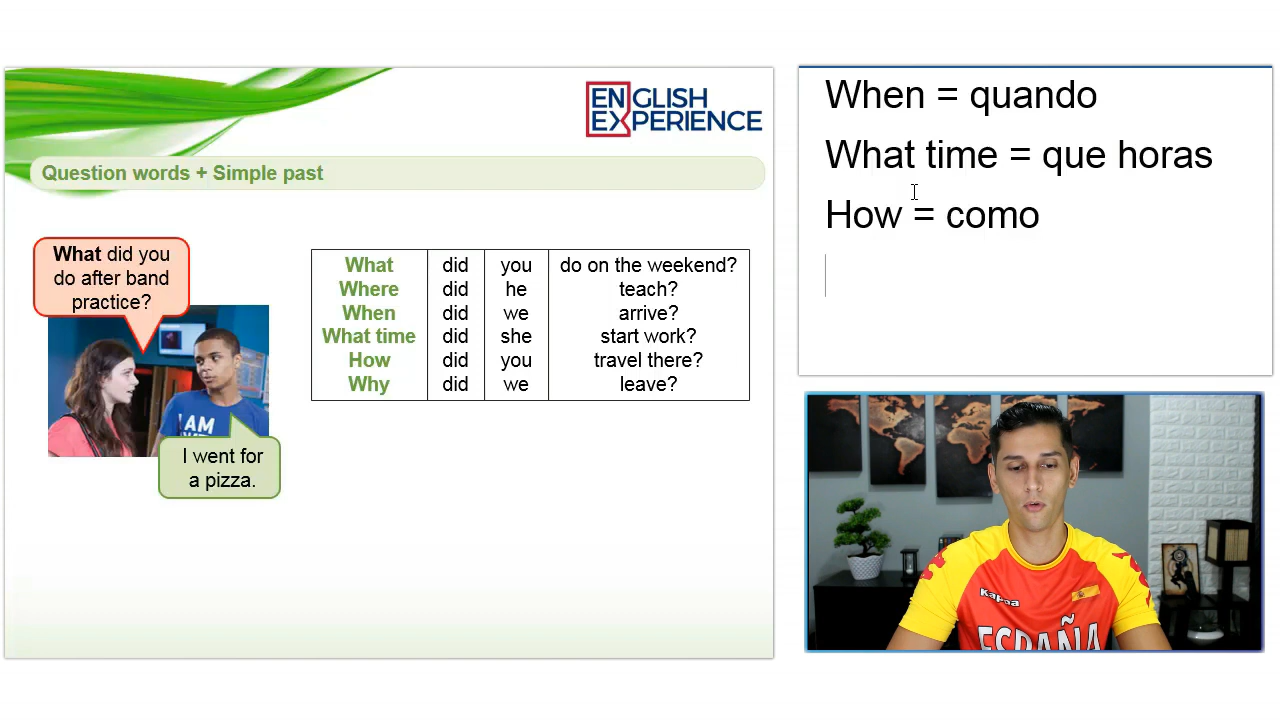 ENGLISH
EXPERIENCE
Question words + Simple past
What did you
do after band
practice?
I AM
I went for
a pizza.
What did you do on the weekend?
Where did he teach?
When did we arrive?
What time did she start work?
How did you travel there?
Why did we leave?
When = quando
What time = que horas
How = como
Kappa
ESPAÑA